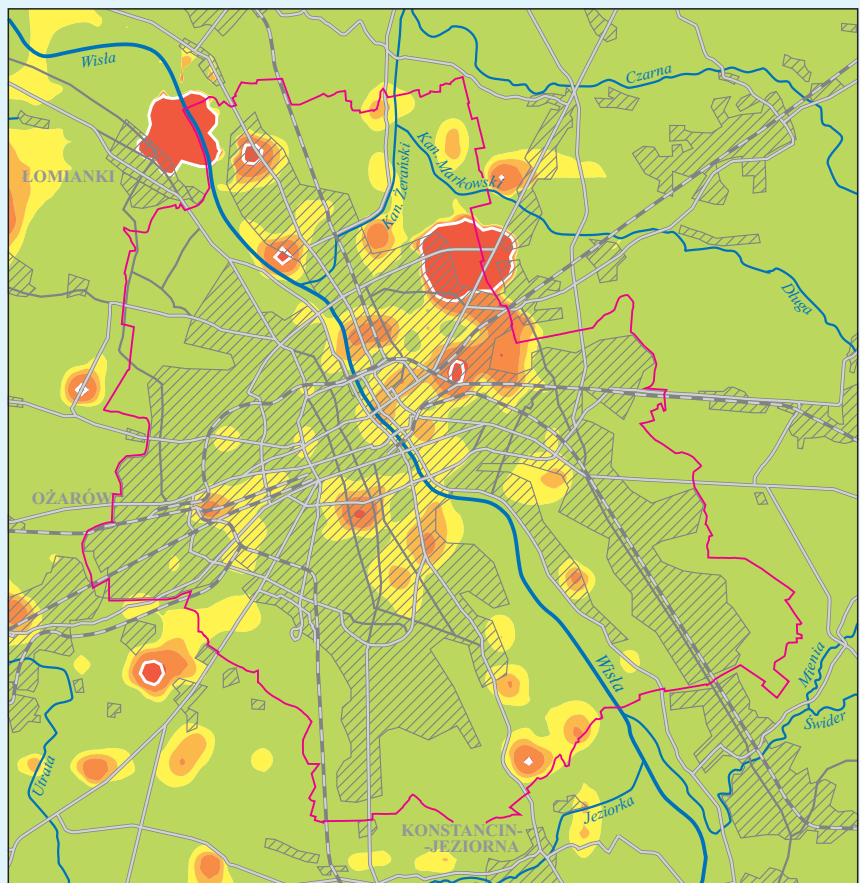 Wisła
Czarna
Kan. Markowski
Kan. Żerański
ŁOMIANKI
Długa
OŻARÓW
Wisła
Mienia
Świder
Utrata
Jeziorka
KONSTANCIN-
-JEZIORNA